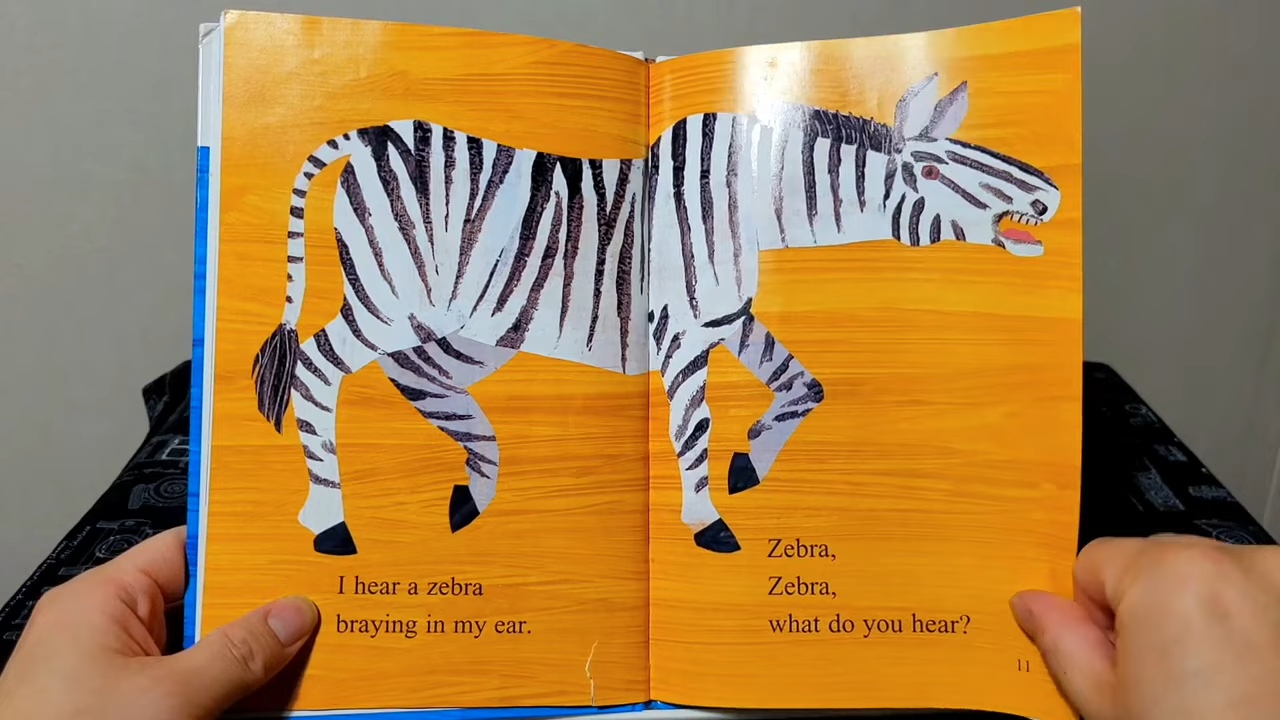 I hear a zebra
braying in my ear.
Zebra,
Zebra,
what do you hear?
11